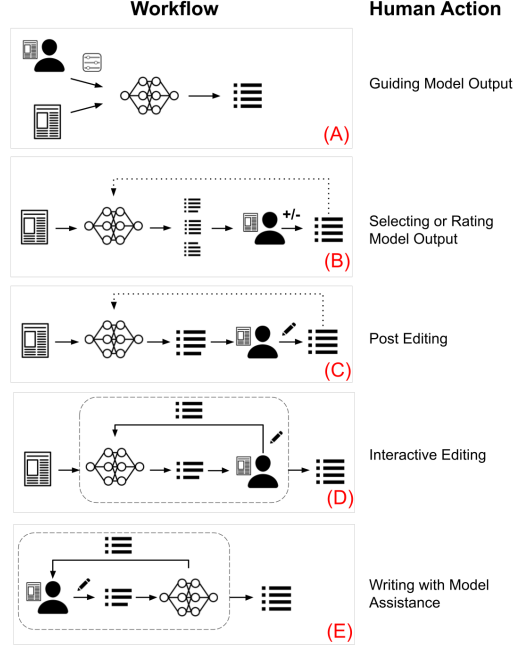 Workflow
Human Action
Guiding Model Output
(A)
+/-
Selecting or Rating
Model Output
(B)
Post Editing
(C)
Interactive Editing
(D)
Writing with Model
Assistance
(E)